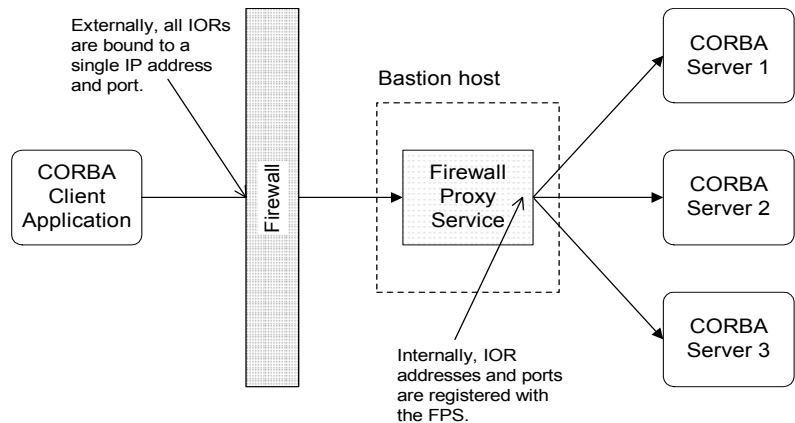 Externally, all IORs
are bound to a
single IP address
and port.
CORBA
Client
Application
Firewall
Bastion host
Firewall
Proxy
Service
CORBA
Server 1
CORBA
Server 2
CORBA
Server 3
Internally, IOR
addresses and ports
are registered with
the FPS.